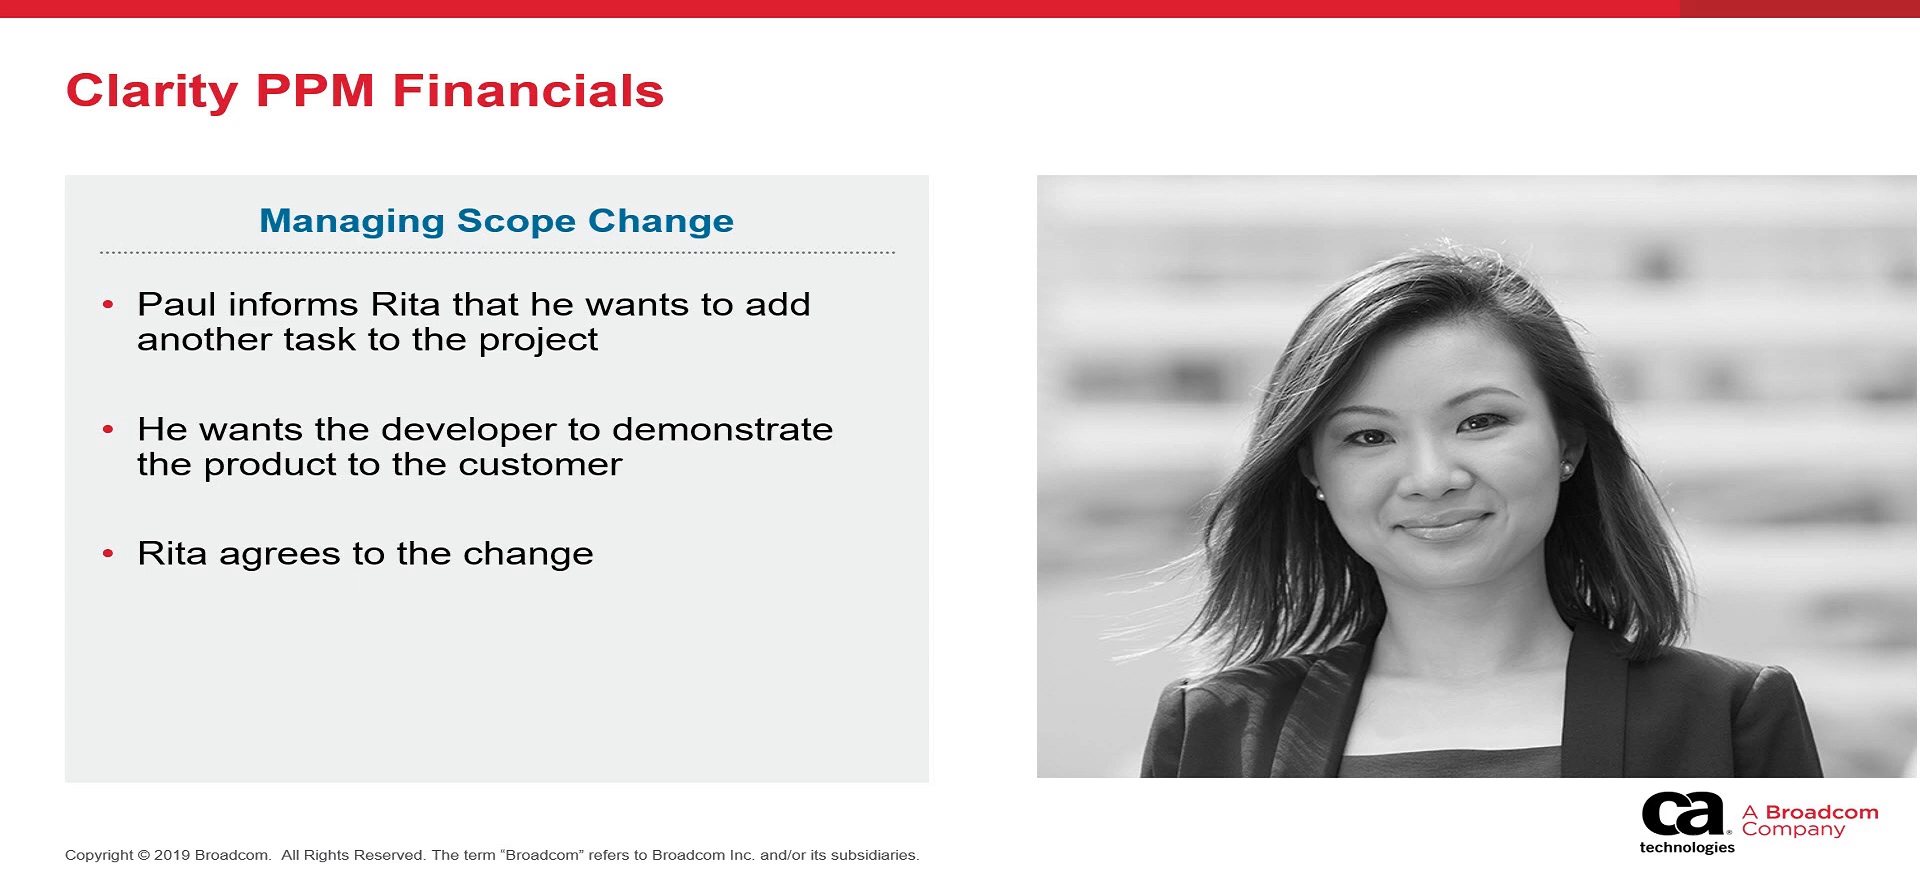 Clarity PPM Financials
Managing Scope Change
• Paul informs Rita that he wants to add
another task to the project
• He wants the developer to demonstrate
the product to the customer
• Rita agrees to the change
ca
technologies
A Broadcom
Company
Copyright © 2019 Broadcom. All Rights Reserved. The term “Broadcom” refers to Broadcom Inc. and/or its subsidiaries.